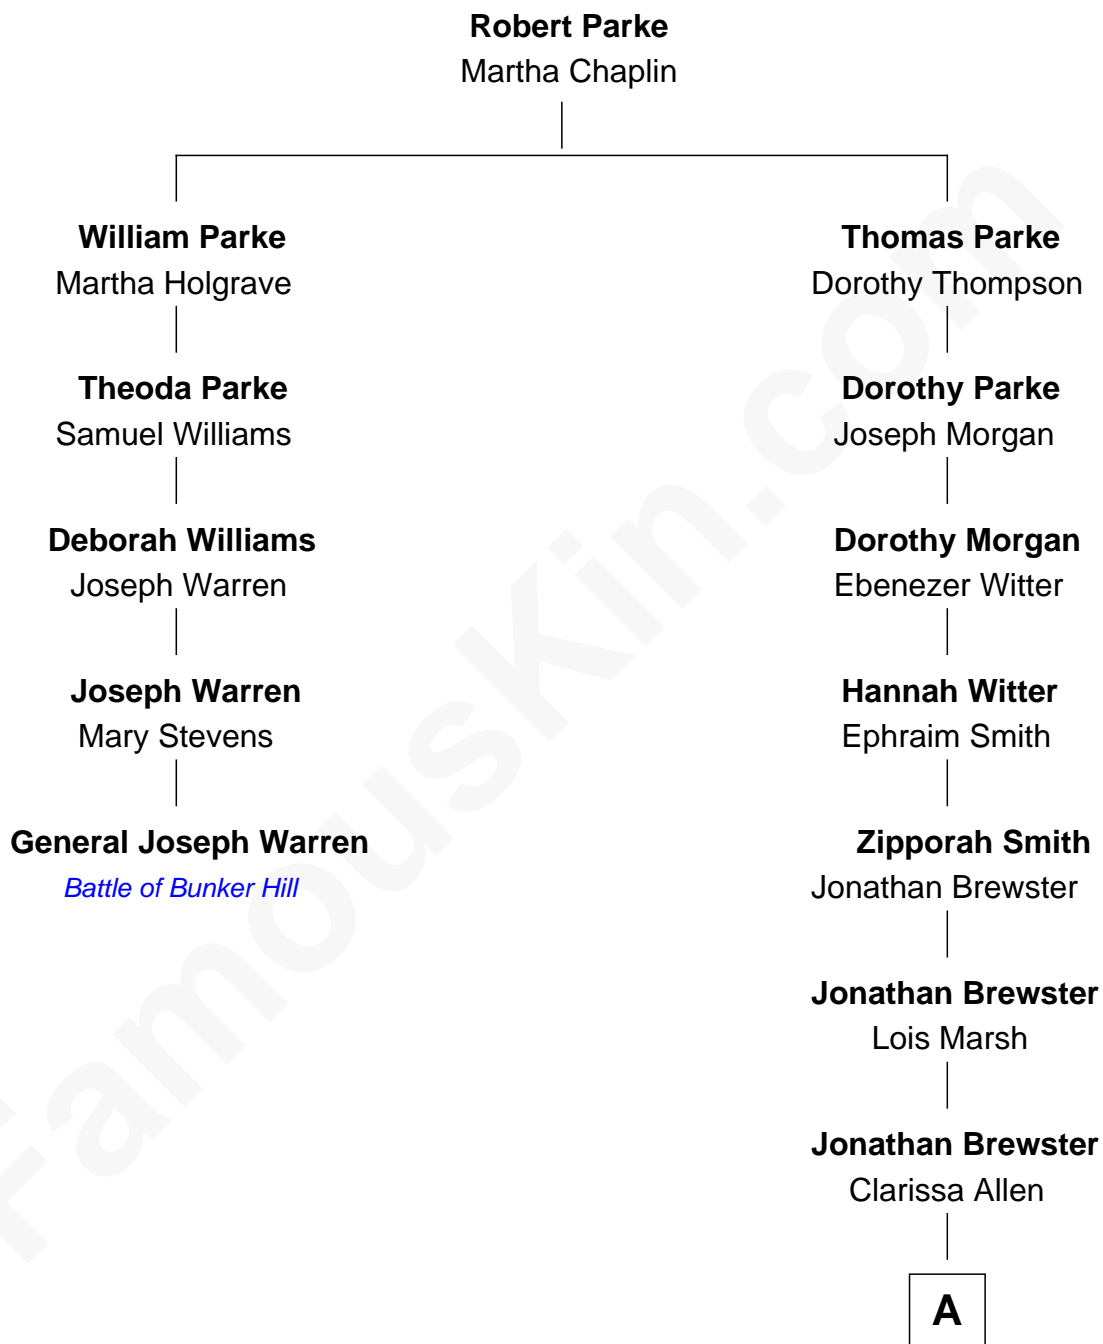 Robert Parke
Martha Chaplin
William Parke
Martha Holgrave
Thomas Parke
Dorothy Thompson
Theoda Parke
Samuel Williams
Dorothy Parke
Joseph Morgan
Deborah Williams
Joseph Warren
Dorothy Morgan
Ebenezer Witter
Joseph Warren
Mary Stevens
Hannah Witter
Ephraim Smith
General Joseph Warren
Battle of Bunker Hill
Zipporah Smith
Jonathan Brewster
Jonathan Brewster
Lois Marsh
Jonathan Brewster
Clarissa Allen
A
FamousKin.com